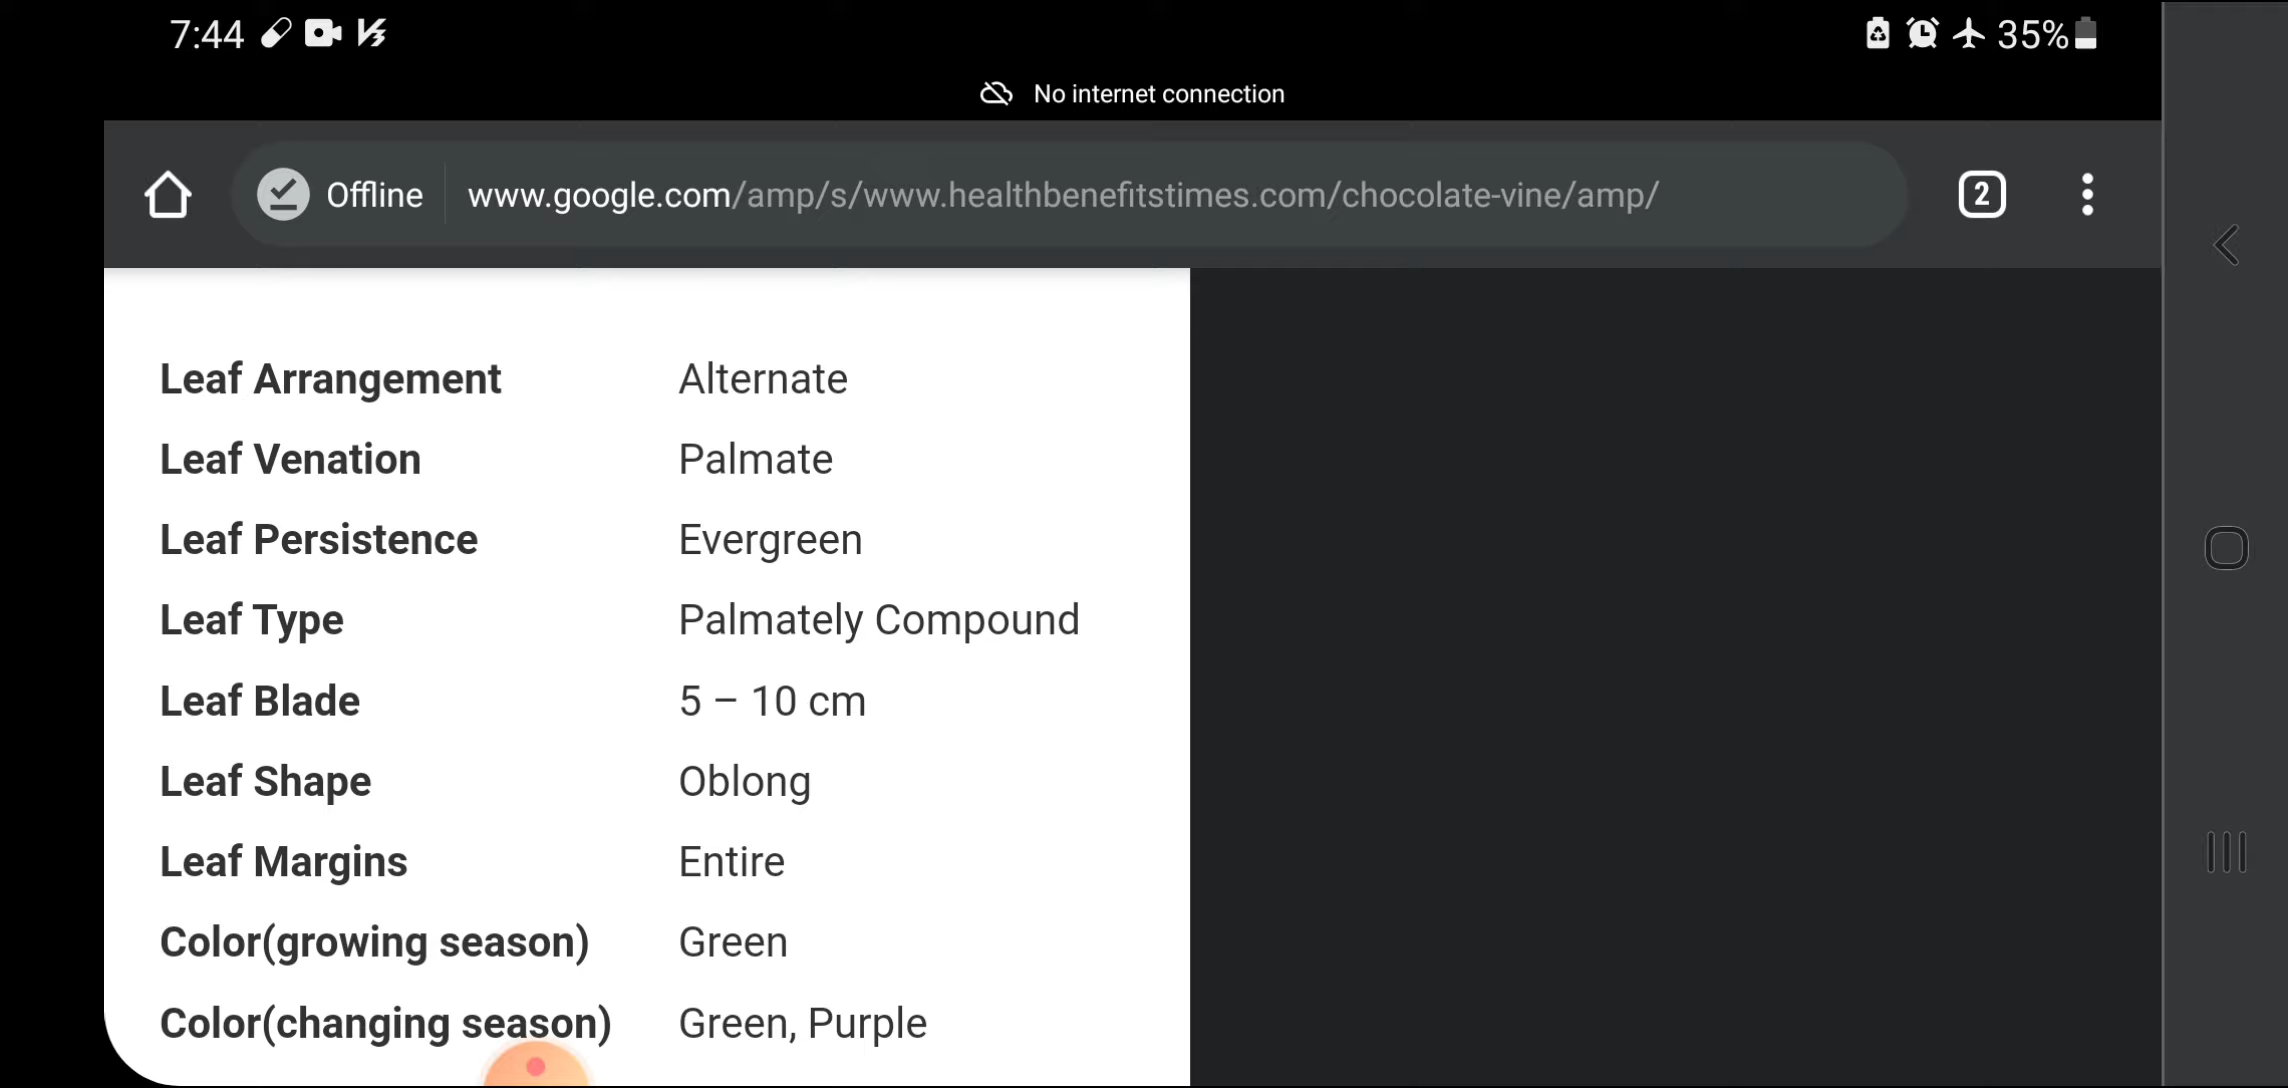 7:44 35%
No internet connection
Offline www.google.com/amp/s/www.healthbenefitstimes.com/chocolate-vine/amp/ 2
Leaf Arrangement Alternate
Leaf Venation Palmate
Leaf Persistence Evergreen
Leaf Type Palmately Compound
Leaf Blade 5 – 10 cm
Leaf Shape Oblong
Leaf Margins Entire
Color(growing season) Green
Color(changing season) Green, Purple